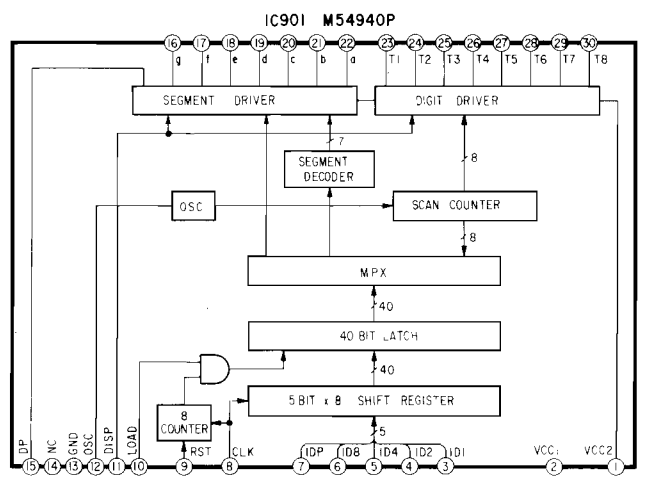 IC901 M54940P
16 17 18 19 20 21 22 23 24 25 26 27 28 29 30
g f e d c b a T1 T2 T3 T4 T5 T6 T7 T8
SEGMENT DRIVER DIGIT DRIVER
7
SEGMENT
DECODER
8
OSC SCAN COUNTER
8
MPX
40
40 BIT LATCH
40
5 BIT x 8 SHIFT REGISTER
8
COUNTER
5
DP NC GND OSC DISP LOAD RST CLK IDP ID8 ID4 ID2 ID1 VCC1 VCC2
15 14 13 12 11 10 9 8 7 6 5 4 3 2 1